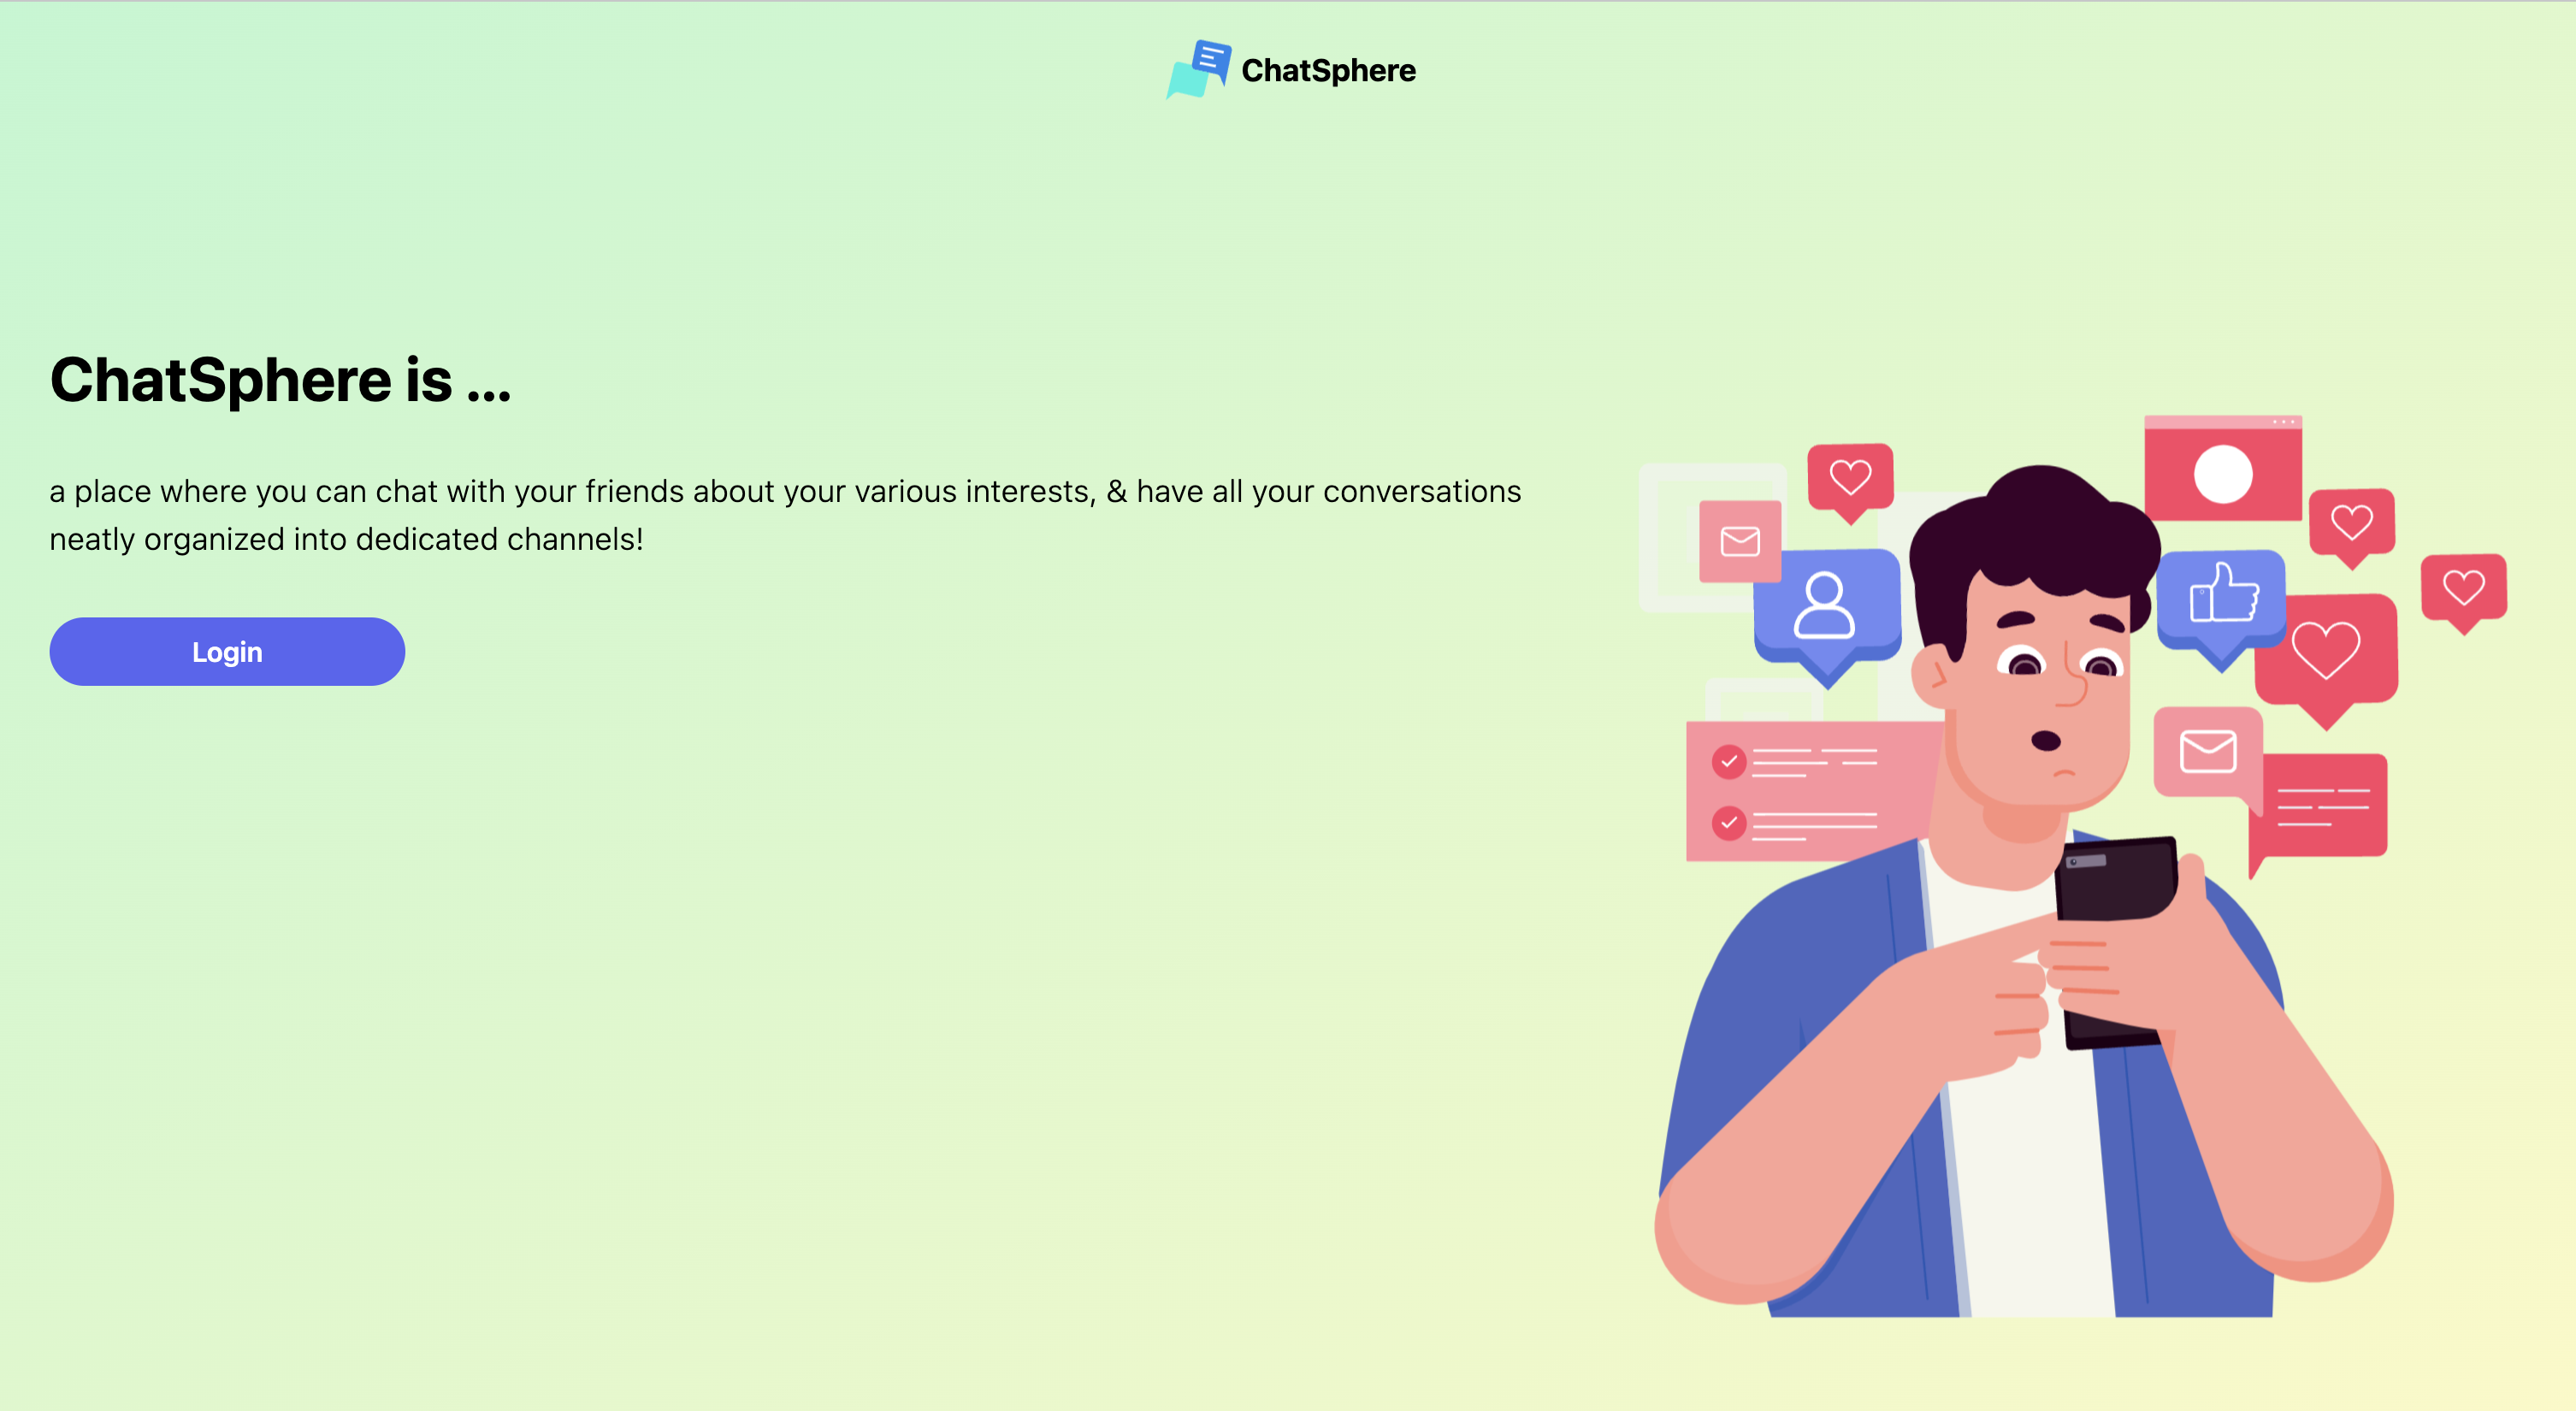 ChatSphere
ChatSphere is ...
a place where you can chat with your friends about your various interests, & have all your conversations
neatly organized into dedicated channels!
Login